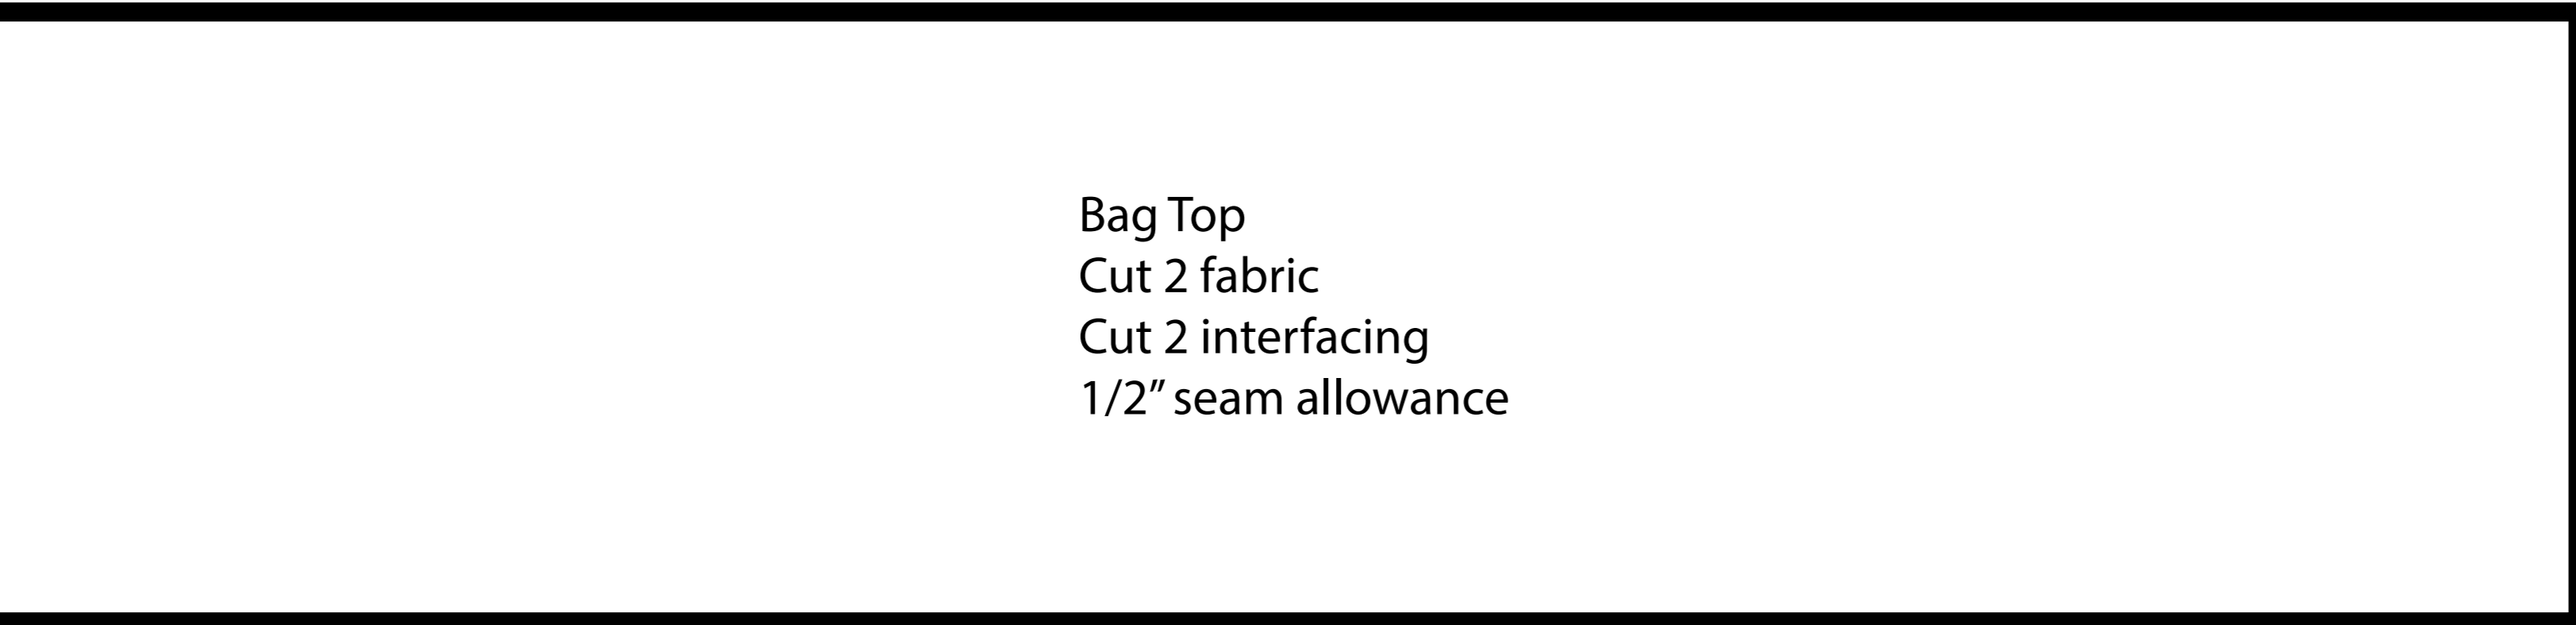 Bag Top
Cut 2 fabric
Cut 2 interfacing
1/2” seam allowance